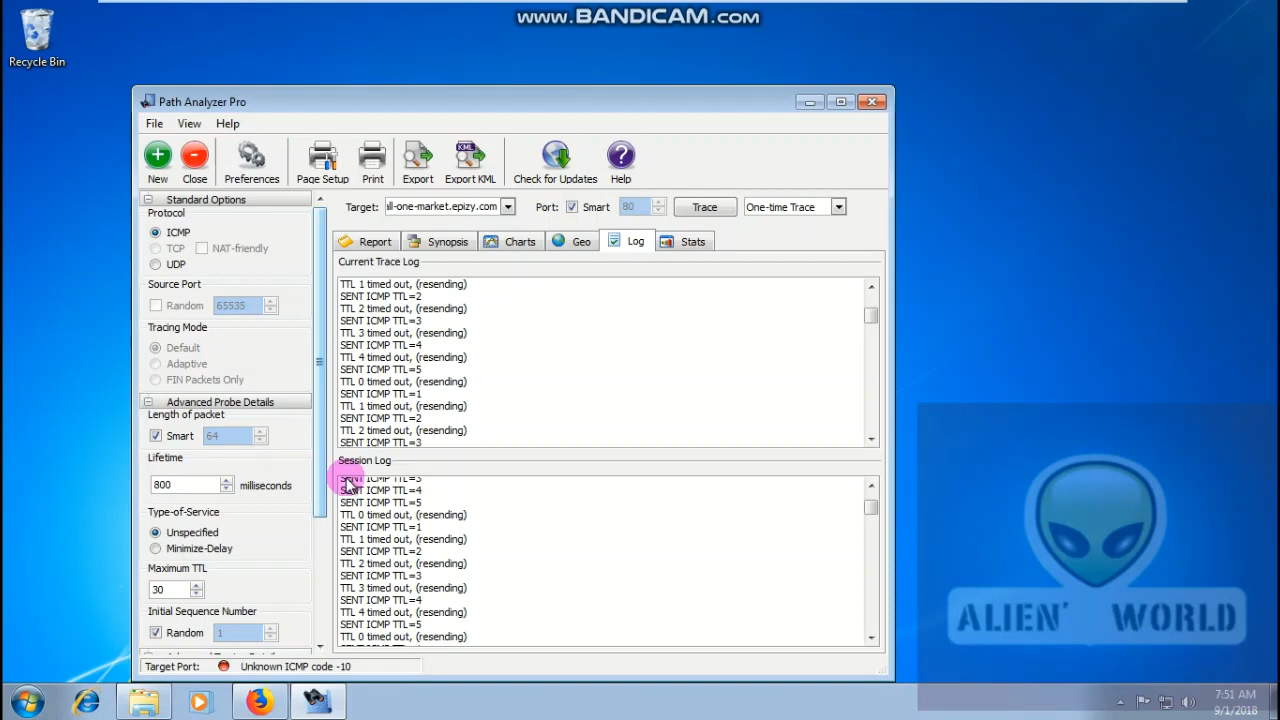 www.BANDICAM.com
Recycle Bin
Path Analyzer Pro
File View Help
New Close Preferences Page Setup Print Export Export KML Check for Updates Help
KML
Standard Options
Protocol
ICMP
TCP NAT-friendly
UDP
Source Port
Random 65535
Tracing Mode
Default
Adaptive
FIN Packets Only
Advanced Probe Details
Length of packet
Smart 64
Lifetime
800 milliseconds
Type-of-Service
Unspecified
Minimize-Delay
Maximum TTL
30
Initial Sequence Number
Random 1
Target: ll-one-market.epizy.com Port: Smart 80 Trace One-time Trace
Report Synopsis Charts Geo Log Stats
Current Trace Log
TTL 1 timed out, (resending)
SENT ICMP TTL=2
TTL 2 timed out, (resending)
SENT ICMP TTL=3
TTL 3 timed out, (resending)
SENT ICMP TTL=4
TTL 4 timed out, (resending)
SENT ICMP TTL=5
TTL 0 timed out, (resending)
SENT ICMP TTL=1
TTL 1 timed out, (resending)
SENT ICMP TTL=2
TTL 2 timed out, (resending)
SENT ICMP TTL=3
Session Log
SENT ICMP TTL=3
SENT ICMP TTL=4
SENT ICMP TTL=5
TTL 0 timed out, (resending)
SENT ICMP TTL=1
TTL 1 timed out, (resending)
SENT ICMP TTL=2
TTL 2 timed out, (resending)
SENT ICMP TTL=3
TTL 3 timed out, (resending)
SENT ICMP TTL=4
TTL 4 timed out, (resending)
SENT ICMP TTL=5
TTL 0 timed out, (resending)
Target Port: Unknown ICMP code -10
ALIEN' WORLD
7:51 AM
9/1/2018